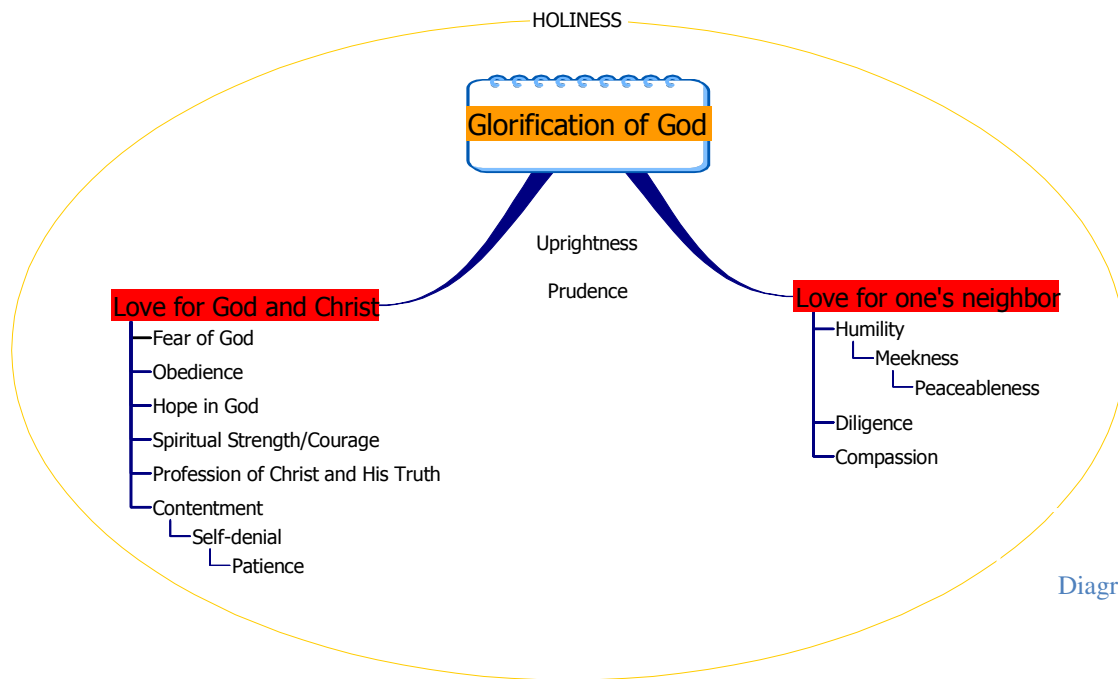 HOLINESS
Glorification of God
Uprightness
Prudence
Love for God and Christ
Fear of God
Obedience
Hope in God
Spiritual Strength/Courage
Profession of Christ and His Truth
Contentment
Self-denial
Patience
Love for one's neighbor
Humility
Meekness
Peaceableness
Diligence
Compassion
Diagr